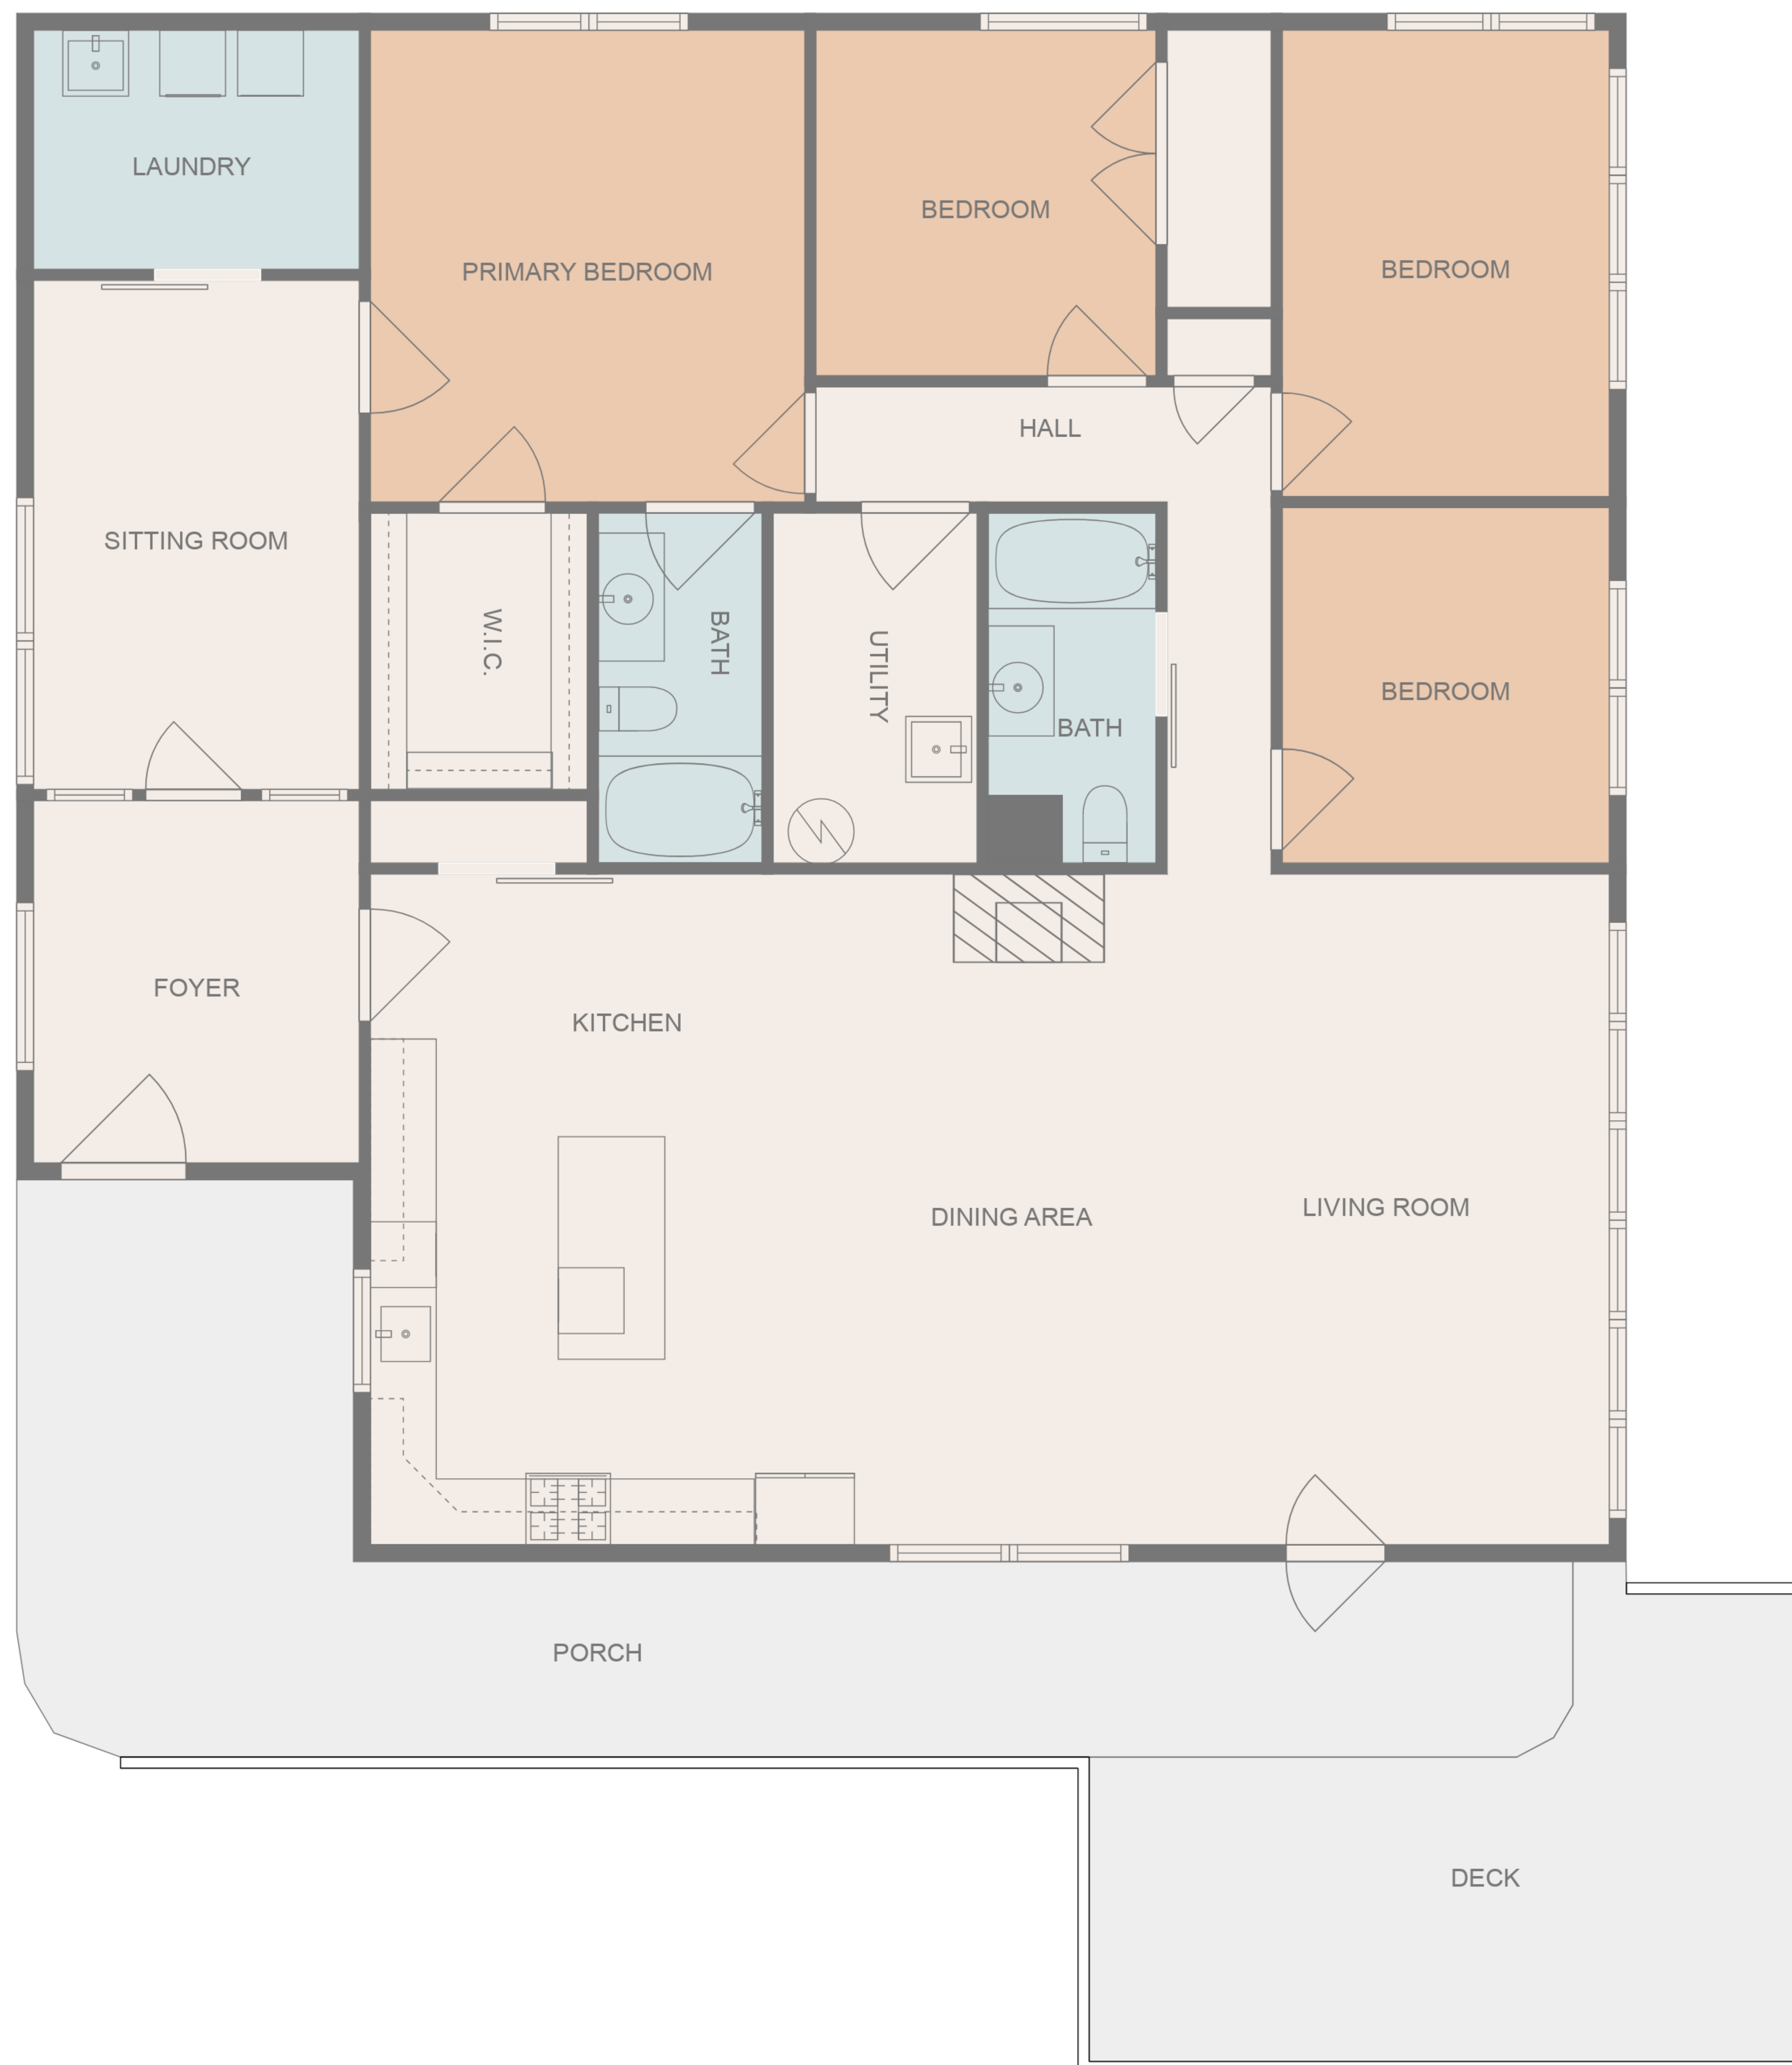 LAUNDRY
BEDROOM
PRIMARY BEDROOM
BEDROOM
HALL
SITTING ROOM
W.I.C.
BATH
UTILITY
BATH
BEDROOM
FOYER
KITCHEN
DINING AREA
LIVING ROOM
PORCH
DECK